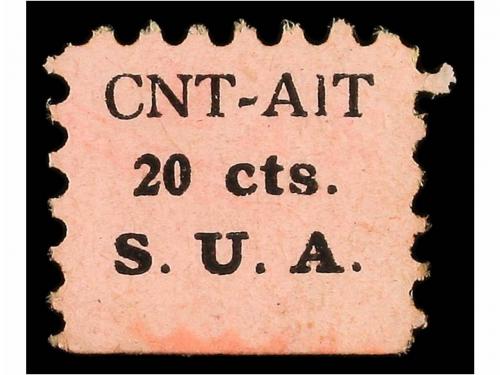 CNT-AIT
20 cts.
S. U. A.